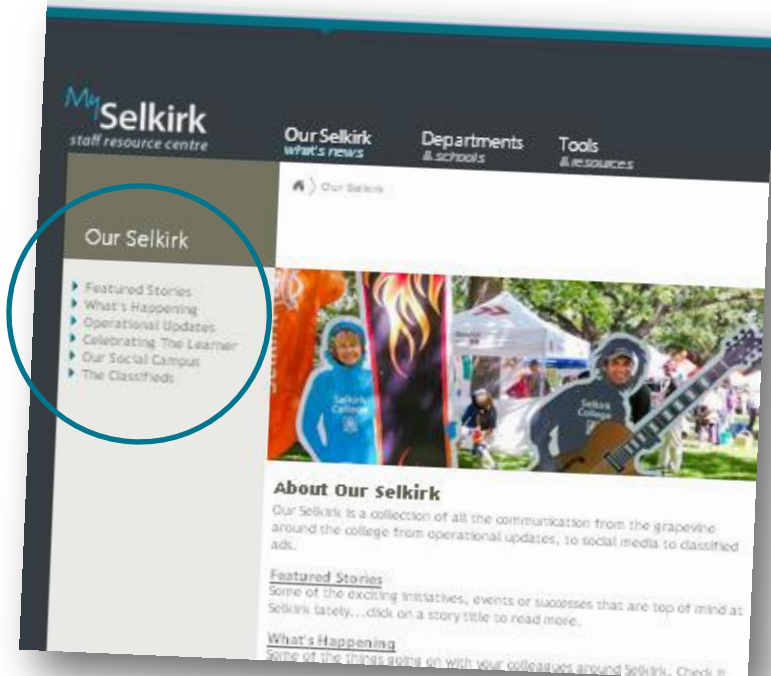 My Selkirk
staff resource centre
Our Selkirk
what's news
Departments
& schools
Tools
& resources
Our Selkirk
Our Selkirk
Featured Stories
What's Happening
Operational Updates
Celebrating The Learner
Our Social Campus
The Classifieds
Selkirk
College
Selkirk
College
About Our Selkirk
Our Selkirk is a collection of all the communication from the grapevine
around the college from operational updates, to social media to classified
ads.
Featured Stories
Some of the exciting initiatives, events or successes that are top of mind at
Selkirk lately...click on a story title to read more.
What's Happening
Some of the things going on with your colleagues around Selkirk. Check